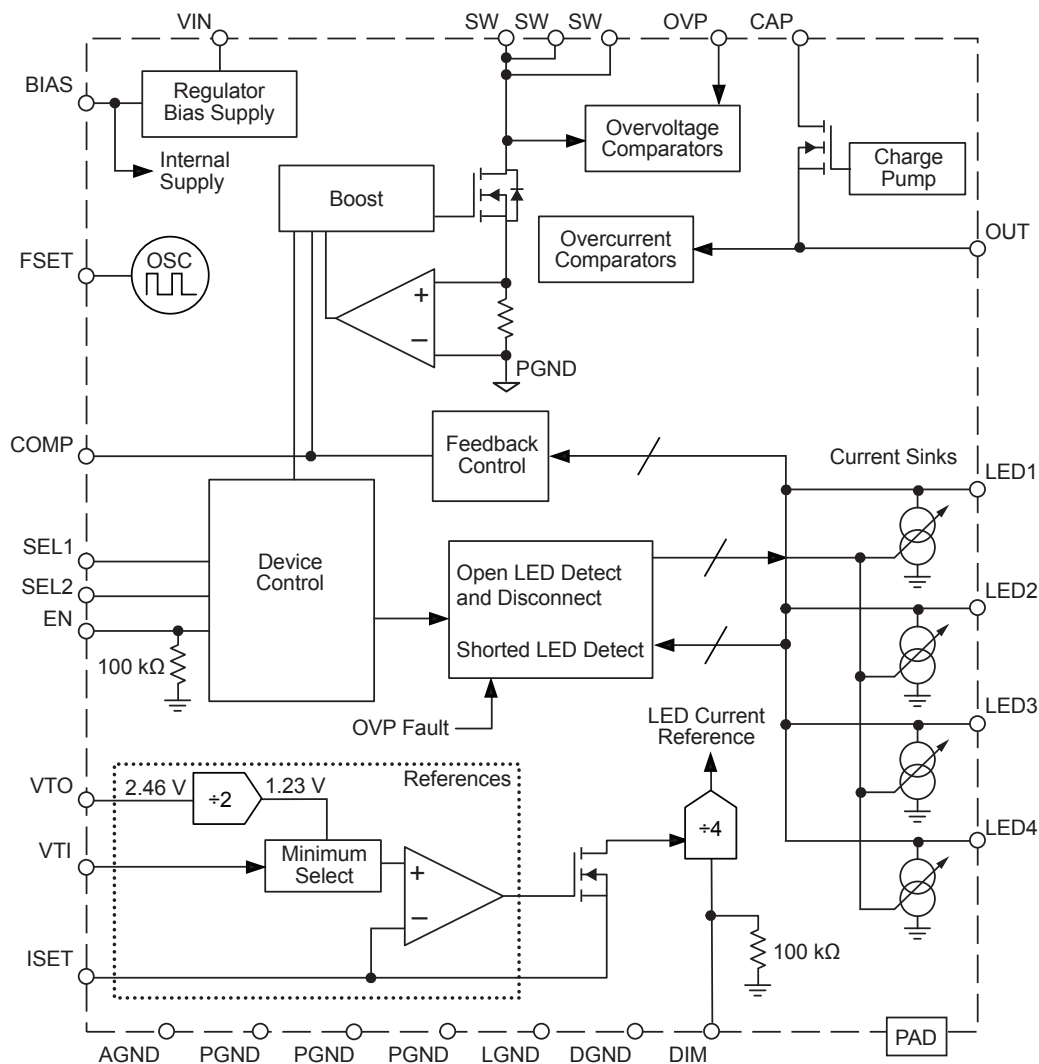 VIN
SW
SW
SW
OVP
CAP
BIAS
Regulator
Bias Supply
Internal
Supply
Overvoltage
Comparators
Charge
Pump
Boost
OUT
Overcurrent
Comparators
FSET
OSC
+
−
PGND
COMP
Feedback
Control
Current Sinks
LED1
SEL1
SEL2
EN
Device
Control
Open LED Detect
and Disconnect
Shorted LED Detect
LED2
100 kΩ
OVP Fault
LED Current
Reference
LED3
References
VTO
2.46 V
÷2
1.23 V
÷4
LED4
VTI
Minimum
Select
+
−
100 kΩ
ISET
AGND
PGND
PGND
PGND
LGND
DGND
DIM
PAD